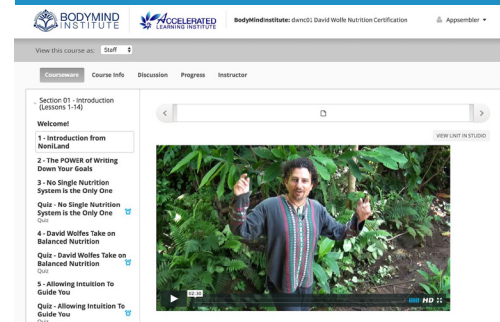 BODYMIND
INSTITUTE
ACCELERATED
LEARNING INSTITUTE
BodyMindInstitute: dwnc01 David Wolfe Nutrition Certification
Appsembler
View this course as: Staff
Courseware Course Info Discussion Progress Instructor
Section 01 - Introduction
(Lessons 1-14)
Welcome!
1 - Introduction from
NoniLand
2 - The POWER of Writing
Down Your Goals
3 - No Single Nutrition
System is the Only One
Quiz - No Single Nutrition
System is the Only One
Quiz
4 - David Wolfes Take on
Balanced Nutrition
Quiz - David Wolfes Take on
Balanced Nutrition
Quiz
5 - Allowing Intuition To
Guide You
Quiz - Allowing Intuition To
Guide You
Quiz
VIEW UNIT IN STUDIO
02:30
HD